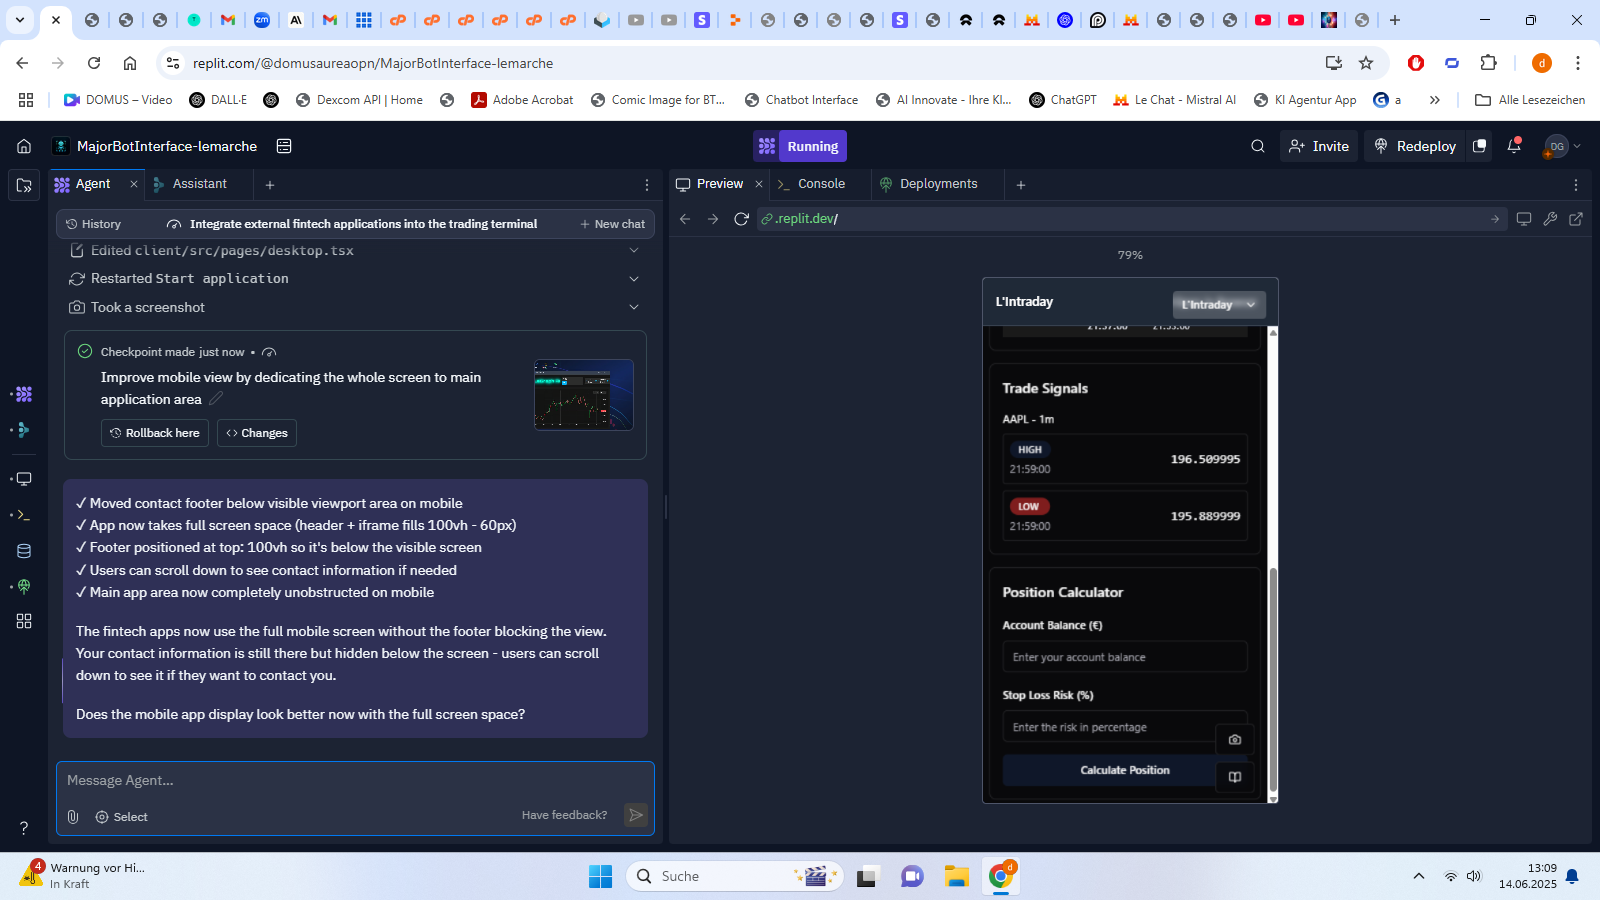 replit.com/@domusaureaopn/MajorBotInterface-lemarche
DOMUS – Video
DALL·E
Dexcom API | Home
Adobe Acrobat
Comic Image for BT...
Chatbot Interface
AI Innovate - Ihre KI...
ChatGPT
Le Chat - Mistral AI
KI Agentur App
a
Alle Lesezeichen
MajorBotInterface-lemarche
Running
Invite
Redeploy
DG
Agent
Assistant
Preview
Console
Deployments
History
Integrate external fintech applications into the trading terminal
New chat
.replit.dev/
Edited client/src/pages/desktop.tsx
Restarted Start application
Took a screenshot
79%
Checkpoint made just now •
Improve mobile view by dedicating the whole screen to main
application area
Rollback here
Changes
✓ Moved contact footer below visible viewport area on mobile
✓ App now takes full screen space (header + iframe fills 100vh - 60px)
✓ Footer positioned at top: 100vh so it's below the visible screen
✓ Users can scroll down to see contact information if needed
✓ Main app area now completely unobstructed on mobile
The fintech apps now use the full mobile screen without the footer blocking the view.
Your contact information is still there but hidden below the screen - users can scroll
down to see it if they want to contact you.
Does the mobile app display look better now with the full screen space?
Message Agent...
Select
Have feedback?
L'Intraday
L'Intraday
Trade Signals
AAPL - 1m
HIGH
21:59:00
196.509995
LOW
21:59:00
195.889999
Position Calculator
Account Balance (€)
Enter your account balance
Stop Loss Risk (%)
Enter the risk in percentage
Calculate Position
4
Warnung vor Hi...
In Kraft
Suche
13:09
14.06.2025